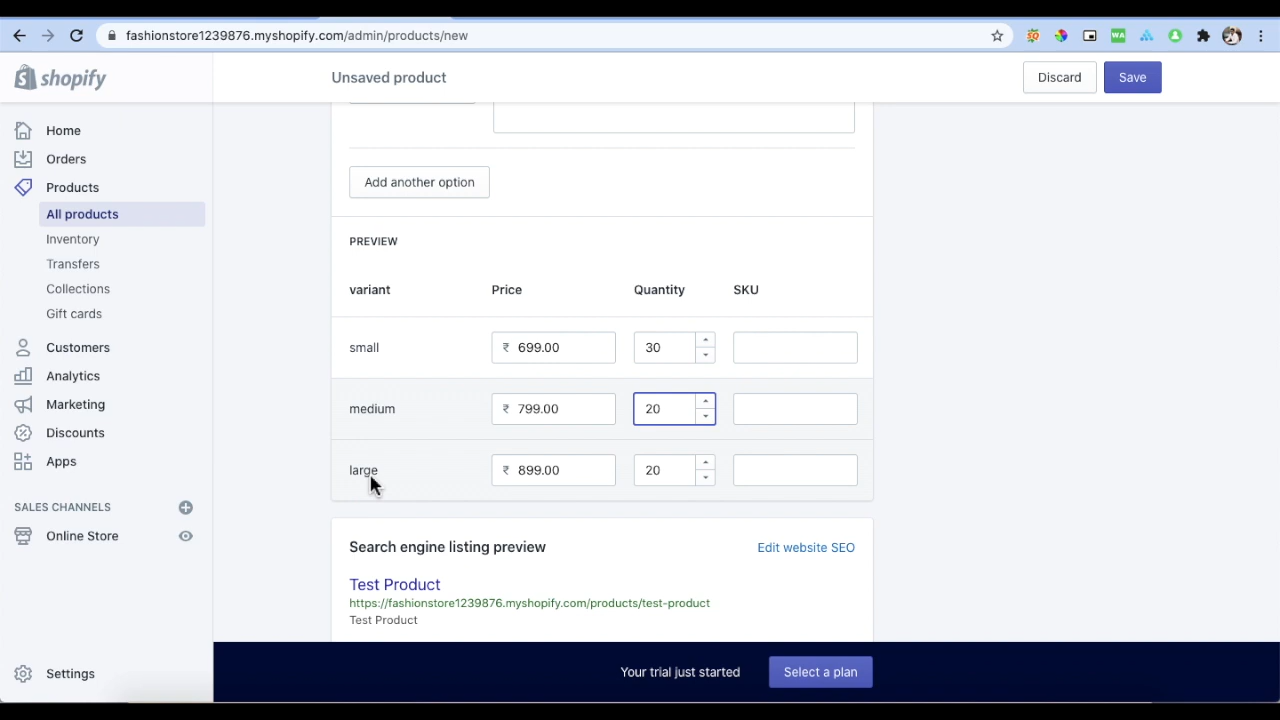 fashionstore1239876.myshopify.com/admin/products/new
shopify
Unsaved product
Discard
Save
Home
Orders
Products
All products
Inventory
Transfers
Collections
Gift cards
Customers
Analytics
Marketing
Discounts
Apps
SALES CHANNELS
Online Store
Settings
Add another option
PREVIEW
variant Price Quantity SKU
small ₹ 699.00 30
medium ₹ 799.00 20
large ₹ 899.00 20
Search engine listing preview
Edit website SEO
Test Product
https://fashionstore1239876.myshopify.com/products/test-product
Test Product
Your trial just started
Select a plan